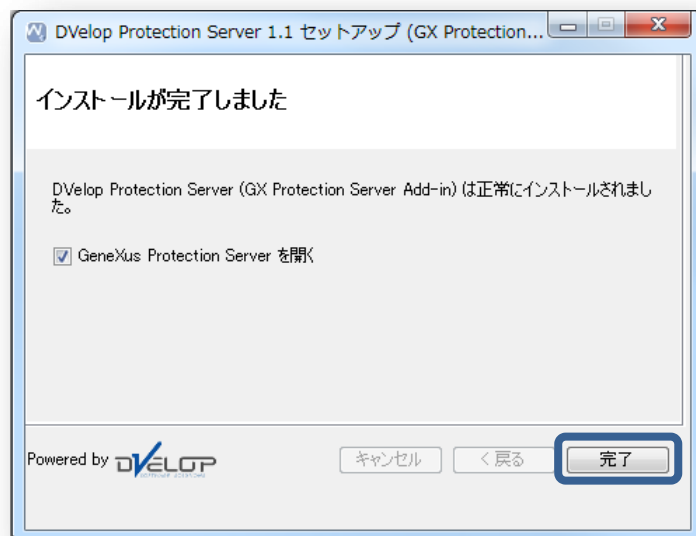 DVelop Protection Server 1.1 セットアップ (GX Protection...
インストールが完了しました
DVelop Protection Server (GX Protection Server Add-in) は正常にインストールされまし
た。
GeneXus Protection Server を開く
Powered by DVELOP
キャンセル < 戻る 完了